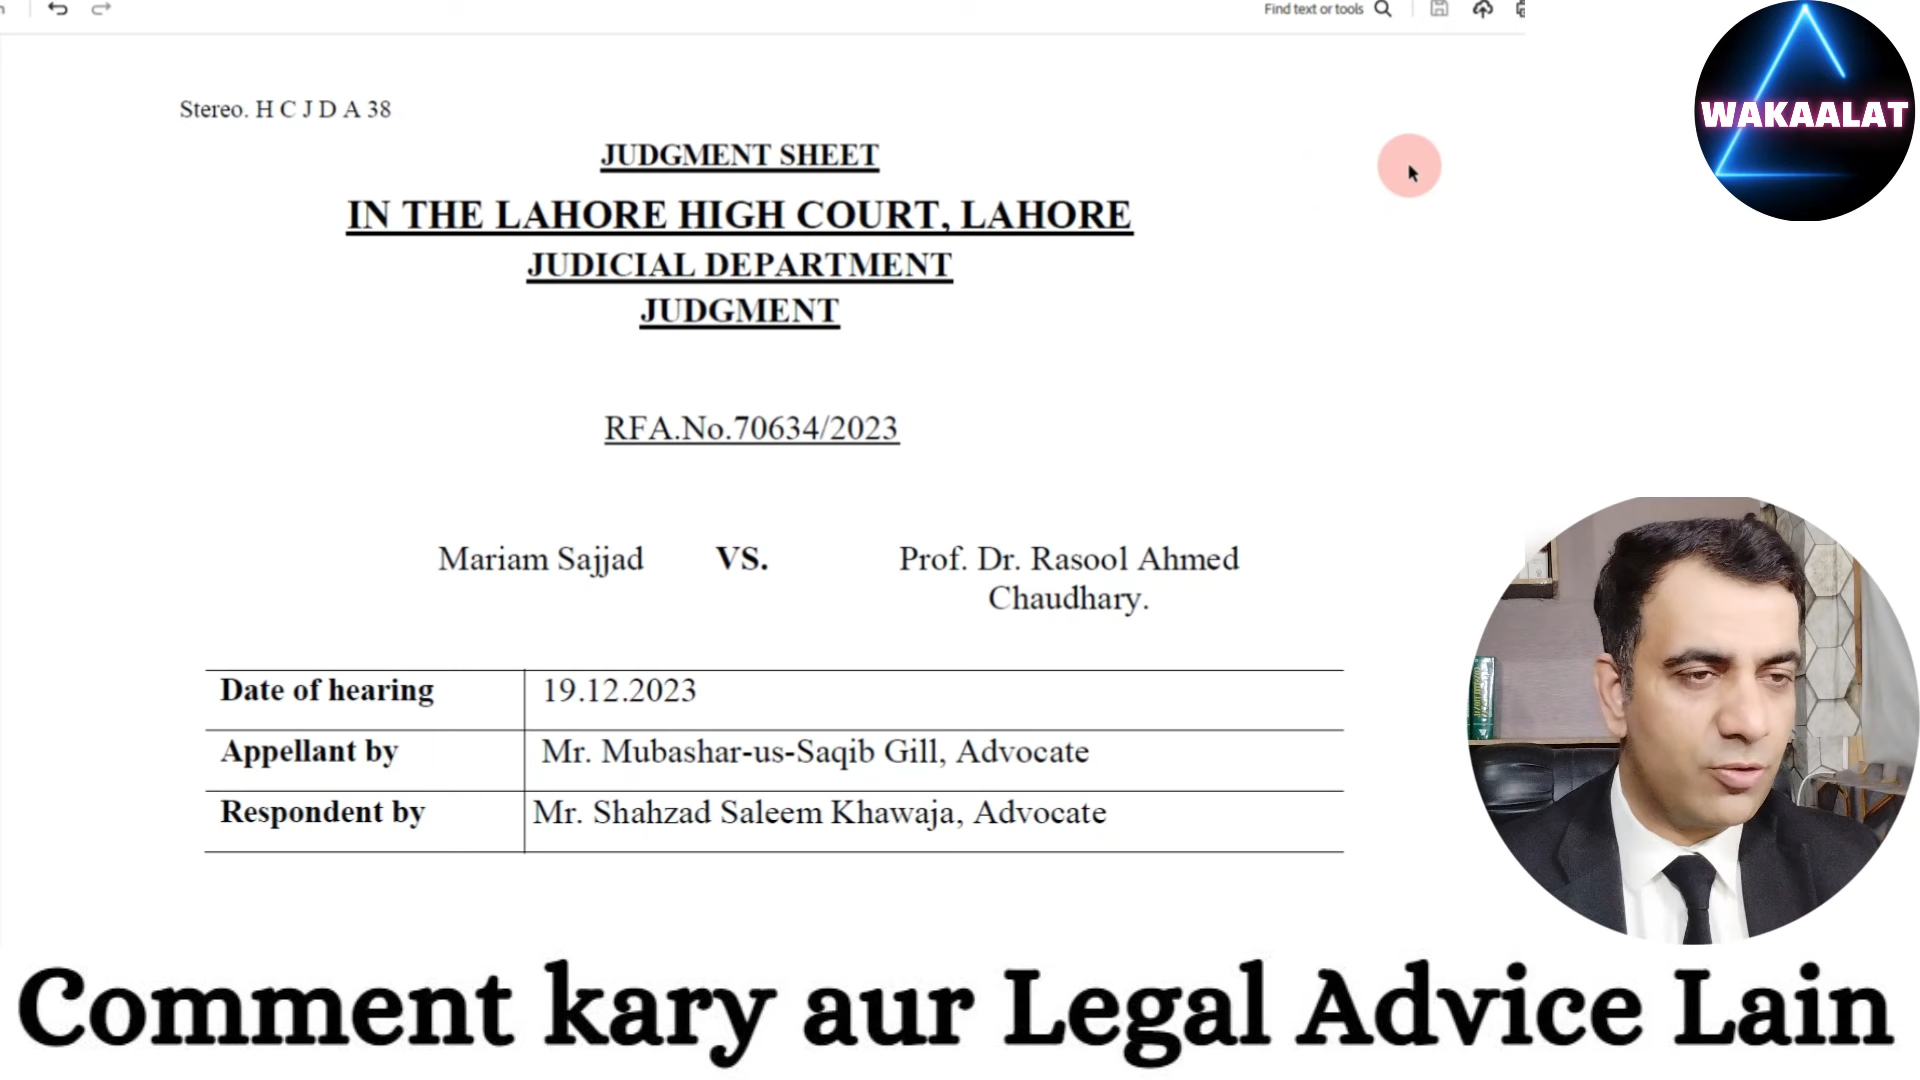 Find text or tools
WAKAALAT
Stereo. H C J D A 38
JUDGMENT SHEET
IN THE LAHORE HIGH COURT, LAHORE
JUDICIAL DEPARTMENT
JUDGMENT
RFA.No.70634/2023
Mariam Sajjad VS. Prof. Dr. Rasool Ahmed
Chaudhary.
Date of hearing 19.12.2023
Appellant by Mr. Mubashar-us-Saqib Gill, Advocate
Respondent by Mr. Shahzad Saleem Khawaja, Advocate
Comment kary aur Legal Advice Lain